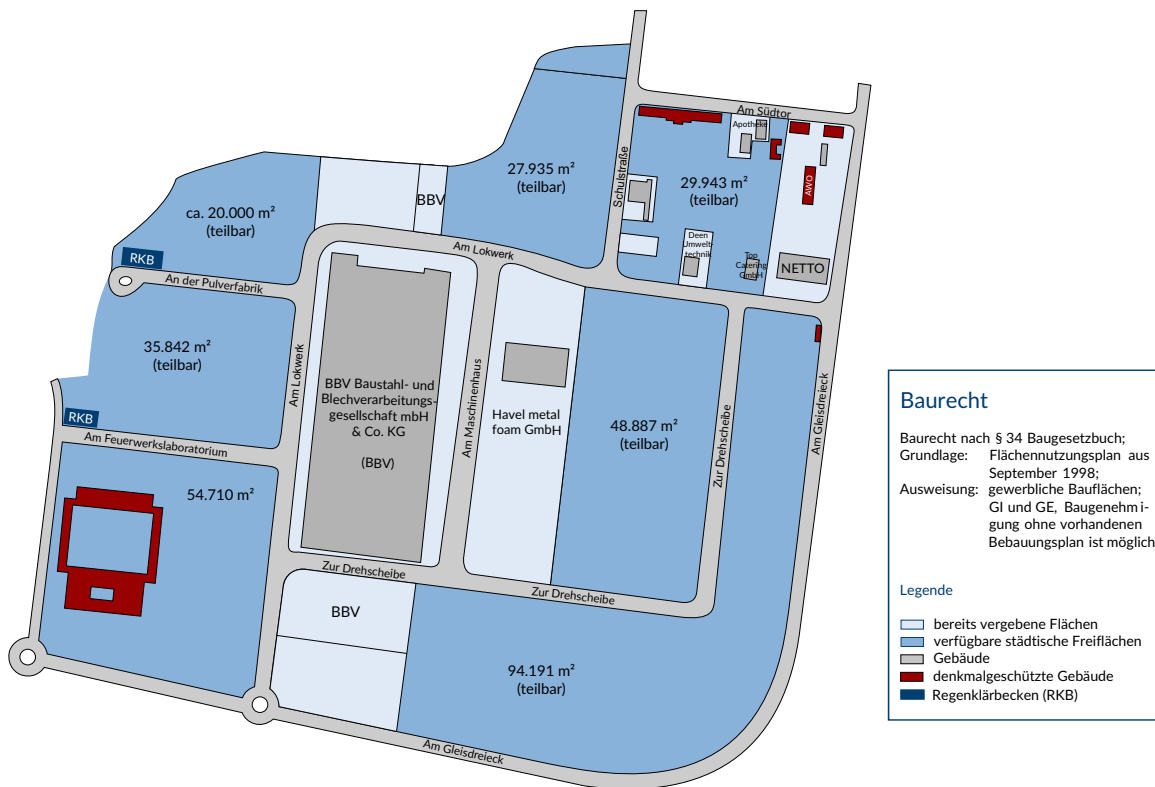 Am Südtor
Apotheke
27.935 m²
(teilbar)
Schulstraße
29.943 m²
(teilbar)
AWO
BBV
ca. 20.000 m²
(teilbar)
Deen
Umwelt-
technik
Am Lokwerk
Top
Catering
GmbH
NETTO
RKB
An der Pulverfabrik
35.842 m²
(teilbar)
Am Lokwerk
BBV Baustahl- und
Blechverarbeitungs-
gesellschaft mbH
& Co. KG
(BBV)
Am Maschinenhaus
Havel metal
foam GmbH
48.887 m²
(teilbar)
Zur Drehscheibe
Am Gleisdreieck
RKB
Am Feuerwerkslaboratorium
54.710 m²
Zur Drehscheibe
Zur Drehscheibe
BBV
94.191 m²
(teilbar)
Am Gleisdreieck
Baurecht
Baurecht nach § 34 Baugesetzbuch;
Grundlage: Flächennutzungsplan aus
September 1998;
Ausweisung: gewerbliche Bauflächen;
GI und GE, Baugenehmi-
gung ohne vorhandenen
Bebauungsplan ist möglich
Legende
bereits vergebene Flächen
verfügbare städtische Freiflächen
Gebäude
denkmalgeschützte Gebäude
Regenklärbecken (RKB)